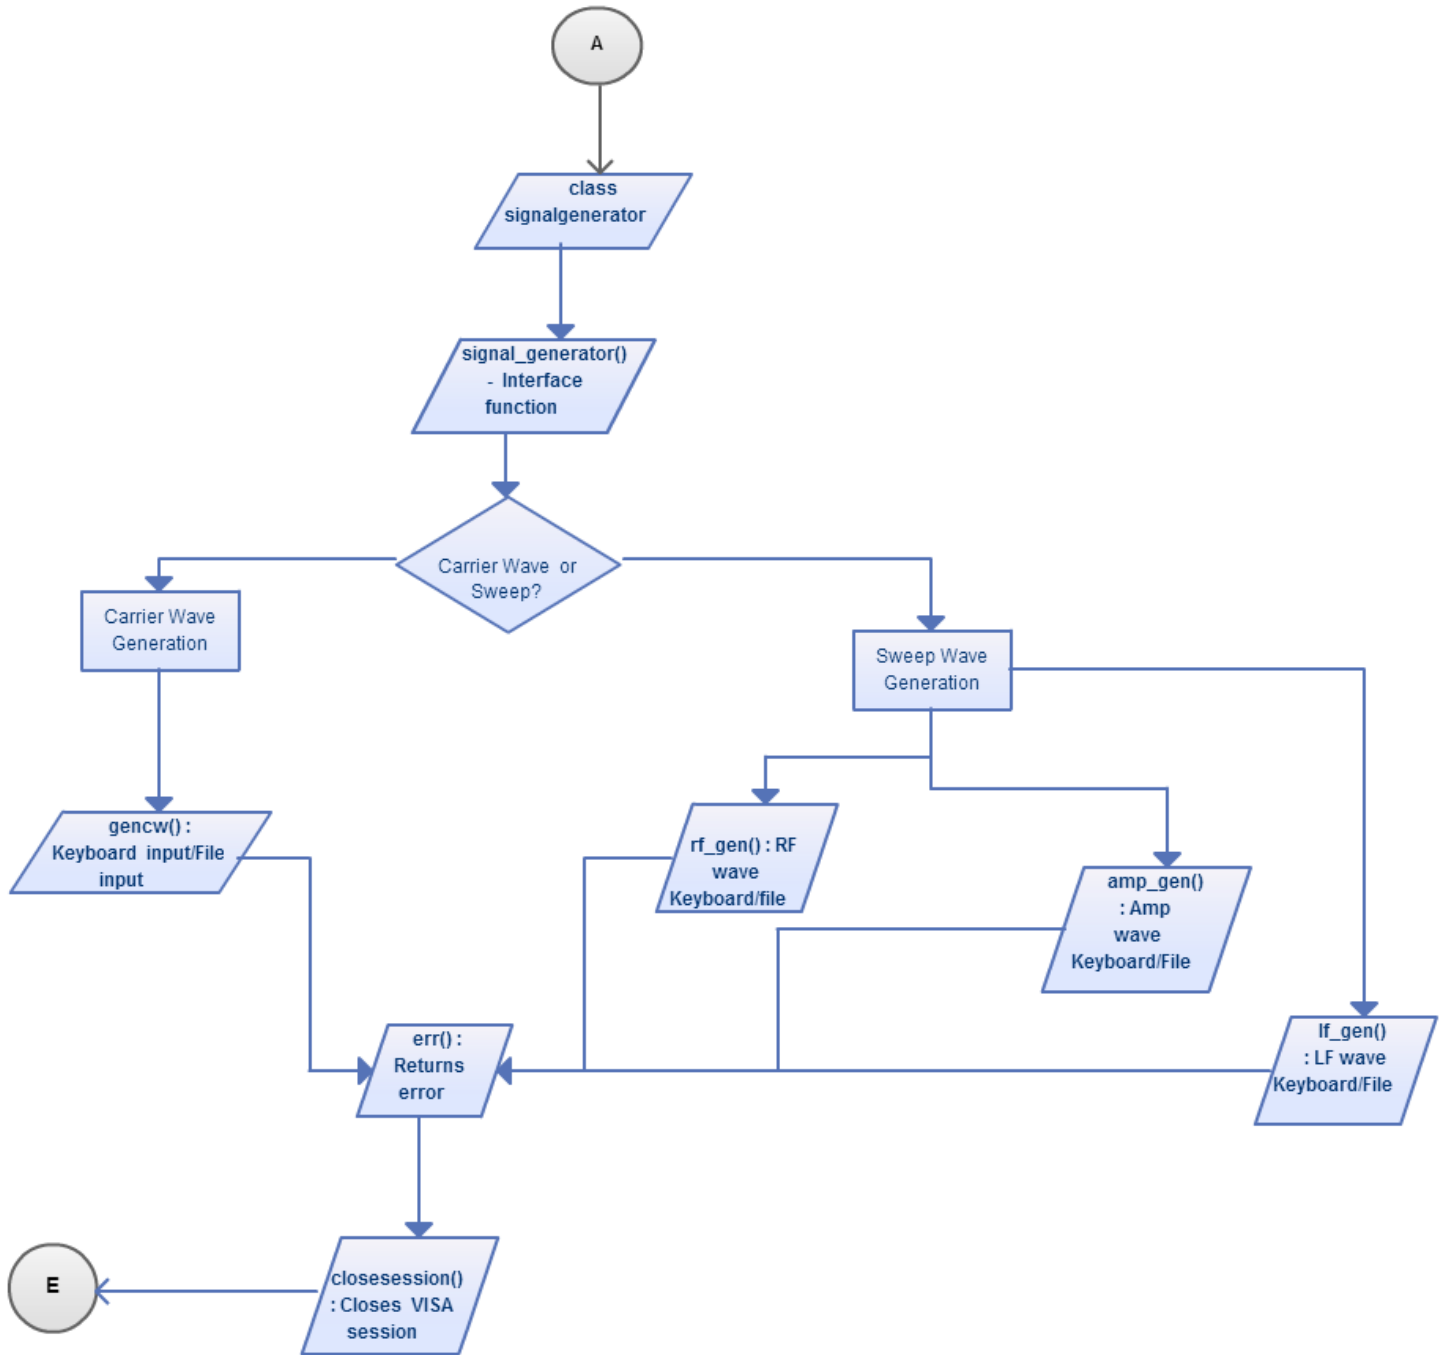 A
class
signalgenerator
signal_generator()
- Interface
function
Carrier Wave or
Sweep?
Carrier Wave
Generation
Sweep Wave
Generation
gencw() :
Keyboard input/File
input
rf_gen() : RF
wave
Keyboard/file
amp_gen()
: Amp
wave
Keyboard/File
lf_gen()
: LF wave
Keyboard/File
err() :
Returns
error
closesession()
: Closes VISA
session
E